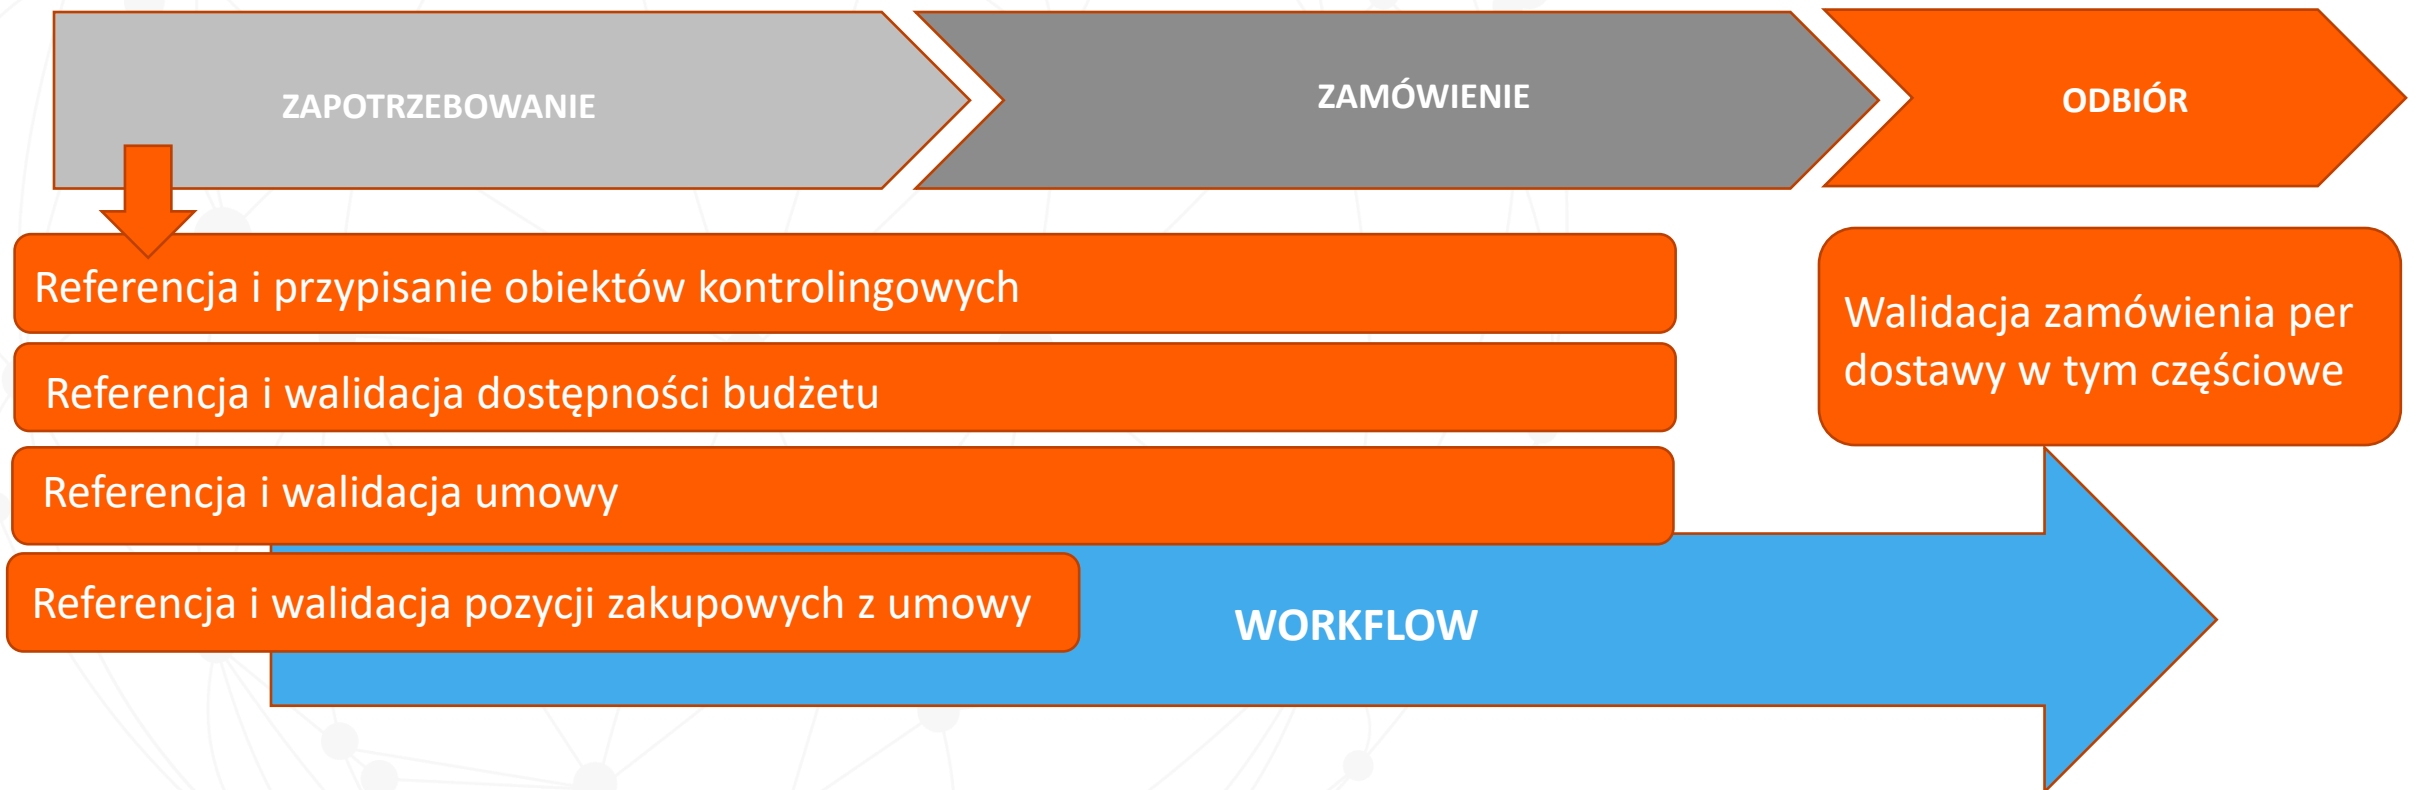 ZAPOTRZEBOWANIE
ZAMÓWIENIE
ODBIÓR
Referencja i przypisanie obiektów kontrolingowych
Referencja i walidacja dostępności budżetu
Referencja i walidacja umowy
Referencja i walidacja pozycji zakupowych z umowy
Walidacja zamówienia per
dostawy w tym częściowe
WORKFLOW